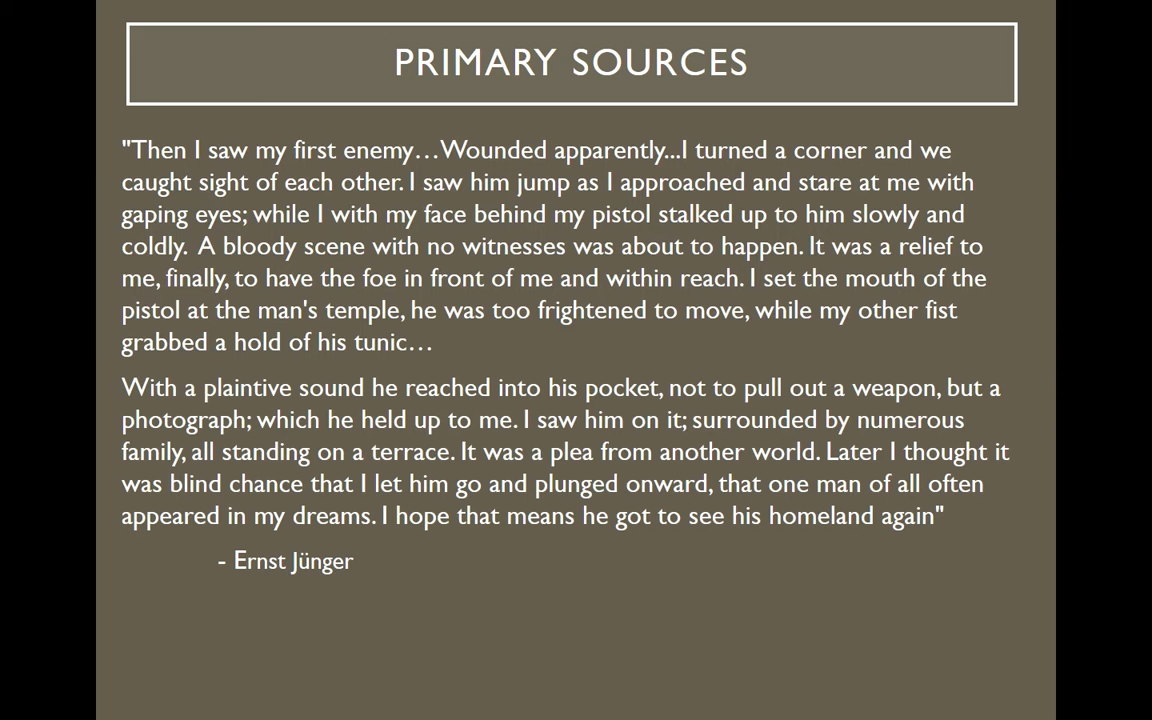 PRIMARY SOURCES
"Then I saw my first enemy…Wounded apparently...I turned a corner and we
caught sight of each other. I saw him jump as I approached and stare at me with
gaping eyes; while I with my face behind my pistol stalked up to him slowly and
coldly.  A bloody scene with no witnesses was about to happen. It was a relief to
me, finally, to have the foe in front of me and within reach. I set the mouth of the
pistol at the man's temple, he was too frightened to move, while my other fist
grabbed a hold of his tunic…
With a plaintive sound he reached into his pocket, not to pull out a weapon, but a
photograph; which he held up to me. I saw him on it; surrounded by numerous
family, all standing on a terrace. It was a plea from another world. Later I thought it
was blind chance that I let him go and plunged onward, that one man of all often
appeared in my dreams. I hope that means he got to see his homeland again"
- Ernst Jünger